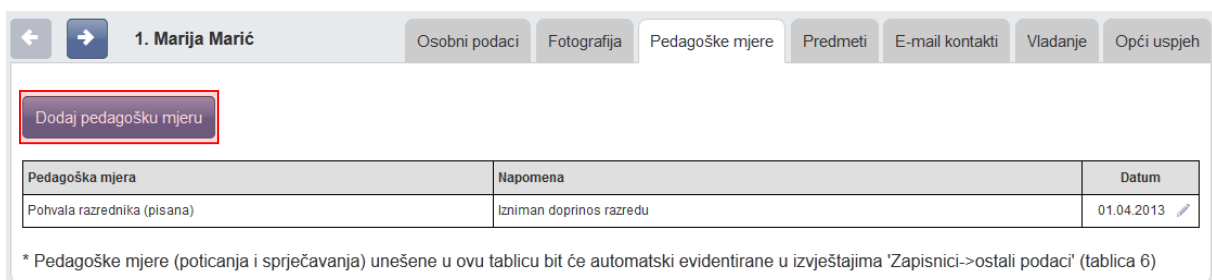 1. Marija Marić Osobni podaci Fotografija Pedagoške mjere Predmeti E-mail kontakti Vladanje Opći uspjeh
Dodaj pedagošku mjeru
Pedagoška mjera Napomena Datum
Pohvala razrednika (pisana) Izniman doprinos razredu 01.04.2013
* Pedagoške mjere (poticanja i sprječavanja) unešene u ovu tablicu bit će automatski evidentirane u izvještajima 'Zapisnici->ostali podaci' (tablica 6)